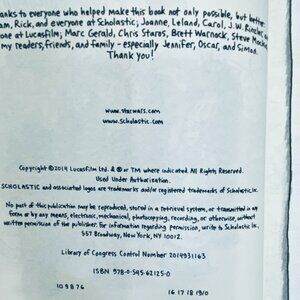 anks to everyone who helped make this book not only possible, but better
am, Rick, and everyone at Scholastic; Joanne, Leland, Carol, J.W. Rinzler,
one at Lucasfilm; Marc Gerald, Chris Staros, Brett Warnock, Steve
my readers, friends, and family - especially Jennifer, Oscar, and Simon.
Thank you!
www.starwars.com
www.scholastic.com
Copyright © 2014 Lucasfilm Ltd. & ® or TM where indicated. All Rights Reserved.
Used Under Authorization.
SCHOLASTIC and associated logos are trademarks and/or registered trademarks of Scholastic Inc.
No part of this publication may be reproduced, stored in a retrieval system, or transmitted in any
form or by any means, electronic, mechanical, photocopying, recording, or otherwise, without
written permission of the publisher. For information regarding permission, write to Scholastic Inc.
557 Broadway, New York, NY 10012.
Library of Congress Control Number: 2014931163
ISBN 978-0-545-62125-0
10 9 8 7 6
16 17 18 19/0